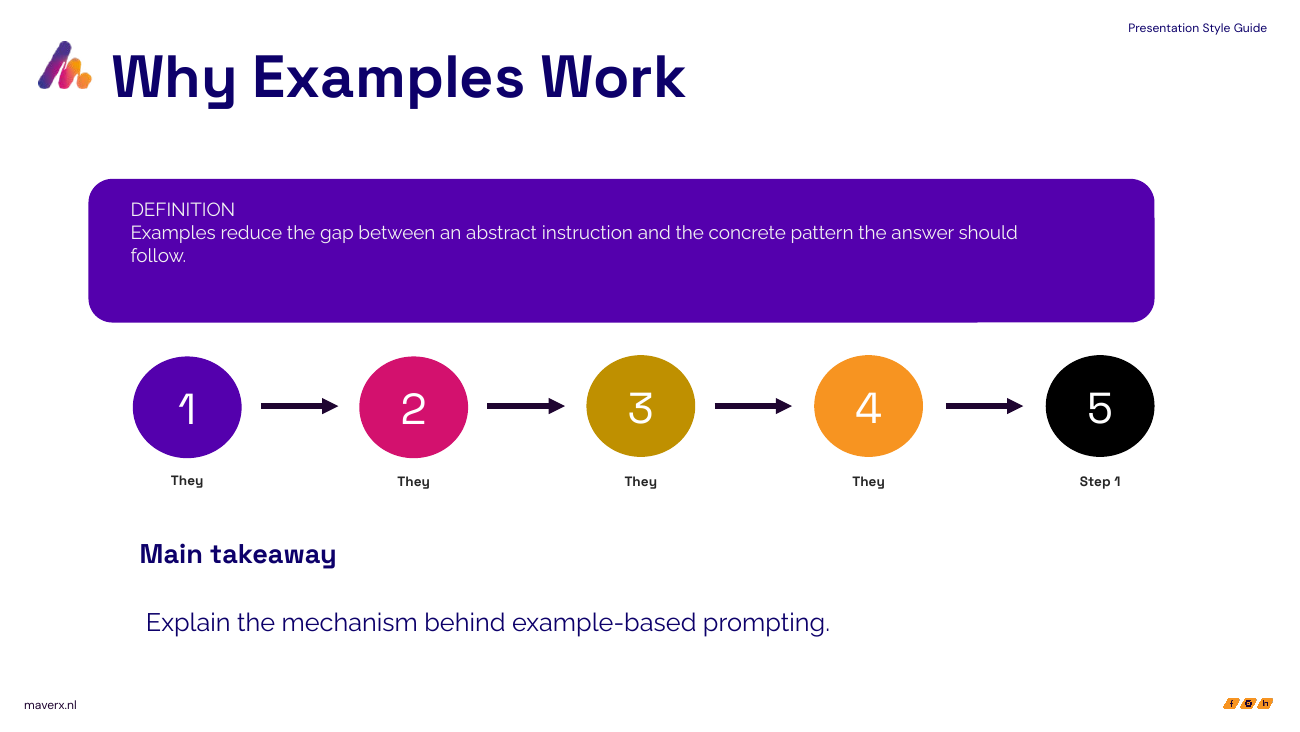 Presentation Style Guide
Why Examples Work
DEFINITION
Examples reduce the gap between an abstract instruction and the concrete pattern the answer should
follow.
1
2
3
4
5
They
They
They
They
Step 1
Main takeaway
Explain the mechanism behind example-based prompting.
maverx.nl